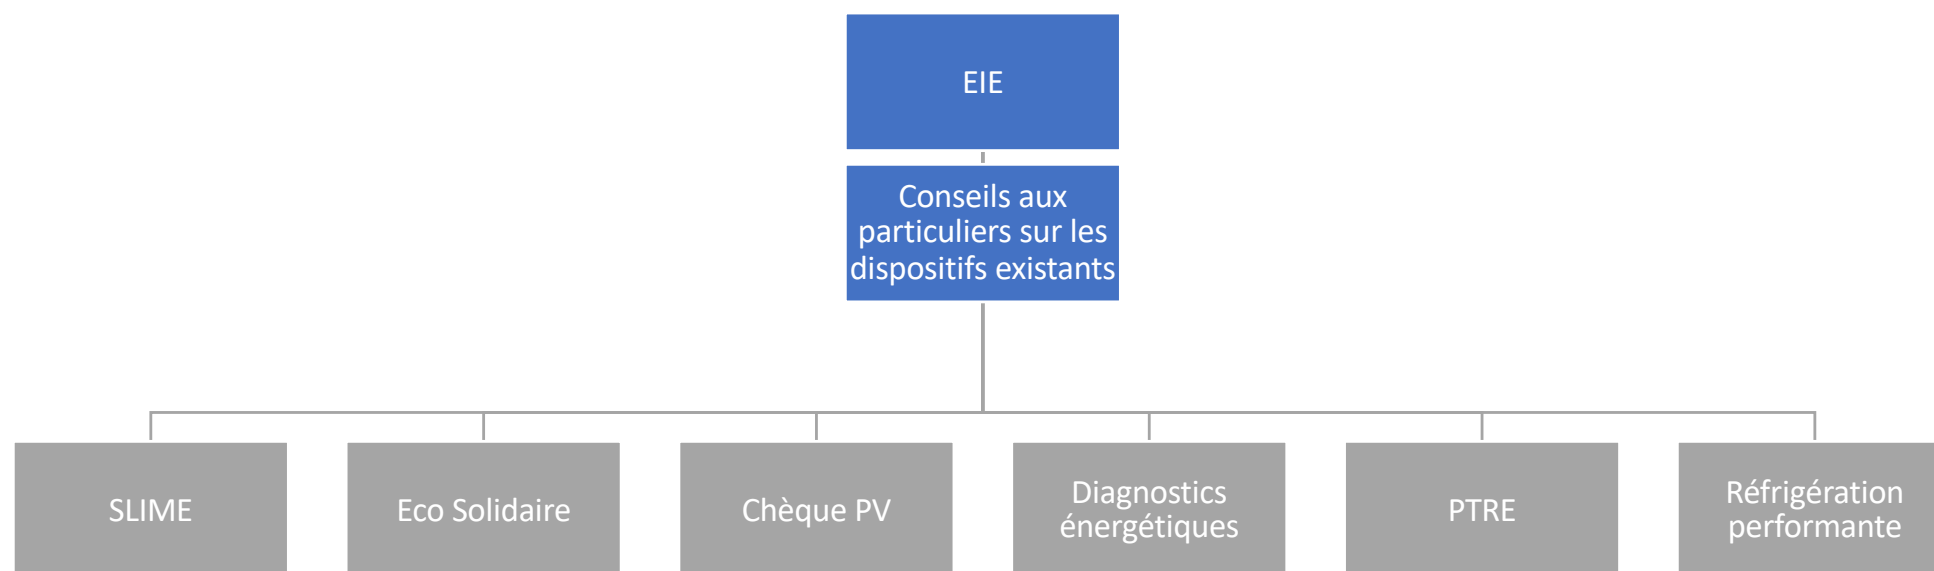 EIE
Conseils aux
particuliers sur les
dispositifs existants
SLIME
Eco Solidaire
Chèque PV
Diagnostics
énergétiques
PTRE
Réfrigération
performante